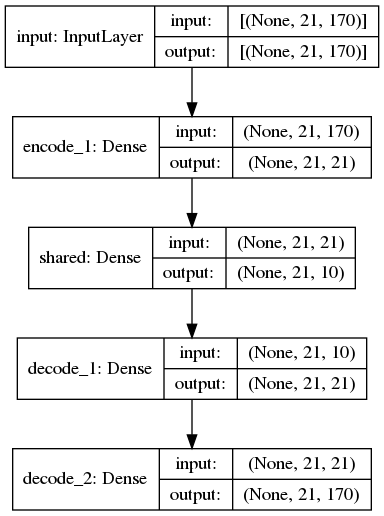 input: InputLayer
input: [(None, 21, 170)]
output: [(None, 21, 170)]
encode_1: Dense
input: (None, 21, 170)
output: (None, 21, 21)
shared: Dense
input: (None, 21, 21)
output: (None, 21, 10)
decode_1: Dense
input: (None, 21, 10)
output: (None, 21, 21)
decode_2: Dense
input: (None, 21, 21)
output: (None, 21, 170)